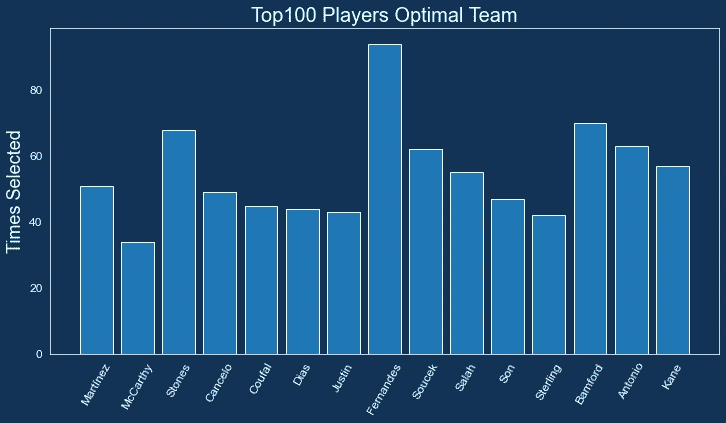 Top100 Players Optimal Team
Times Selected
80
60
40
20
0
Martínez
McCarthy
Stones
Cancelo
Coufal
Dias
Justin
Fernandes
Soucek
Salah
Son
Sterling
Bamford
Antonio
Kane